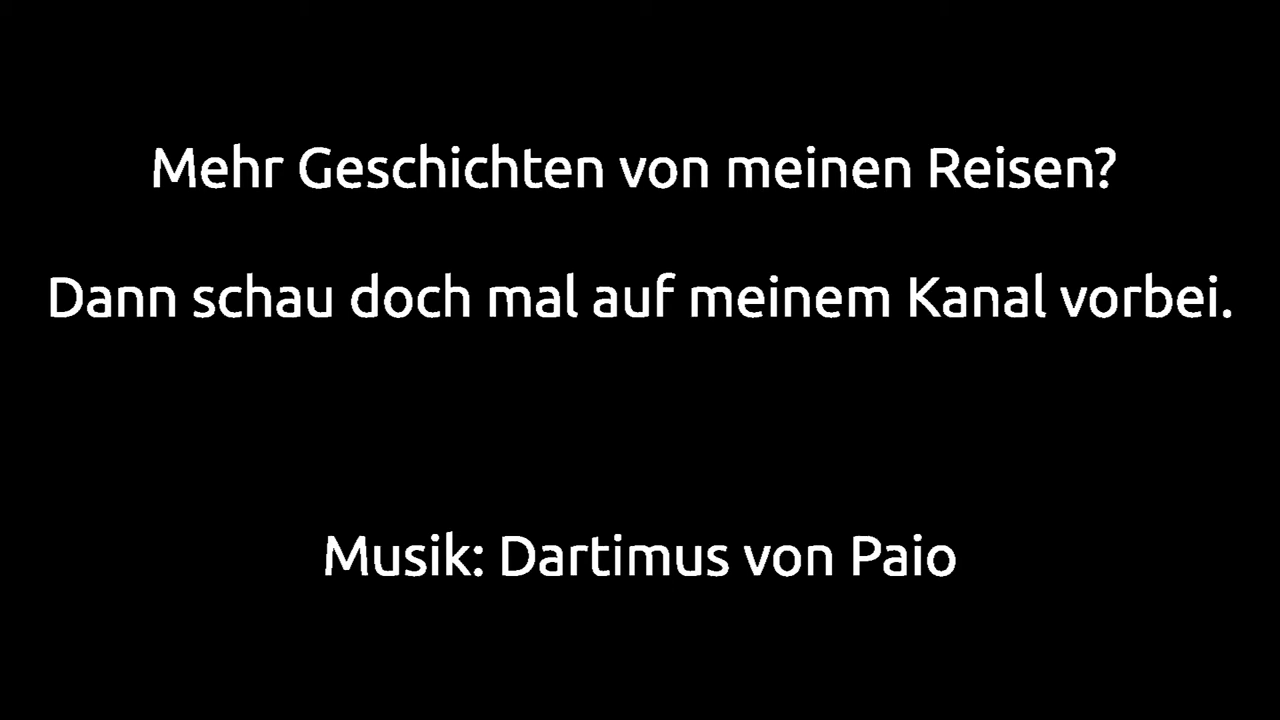 Mehr Geschichten von meinen Reisen?
Dann schau doch mal auf meinem Kanal vorbei.
Musik: Dartimus von Paio